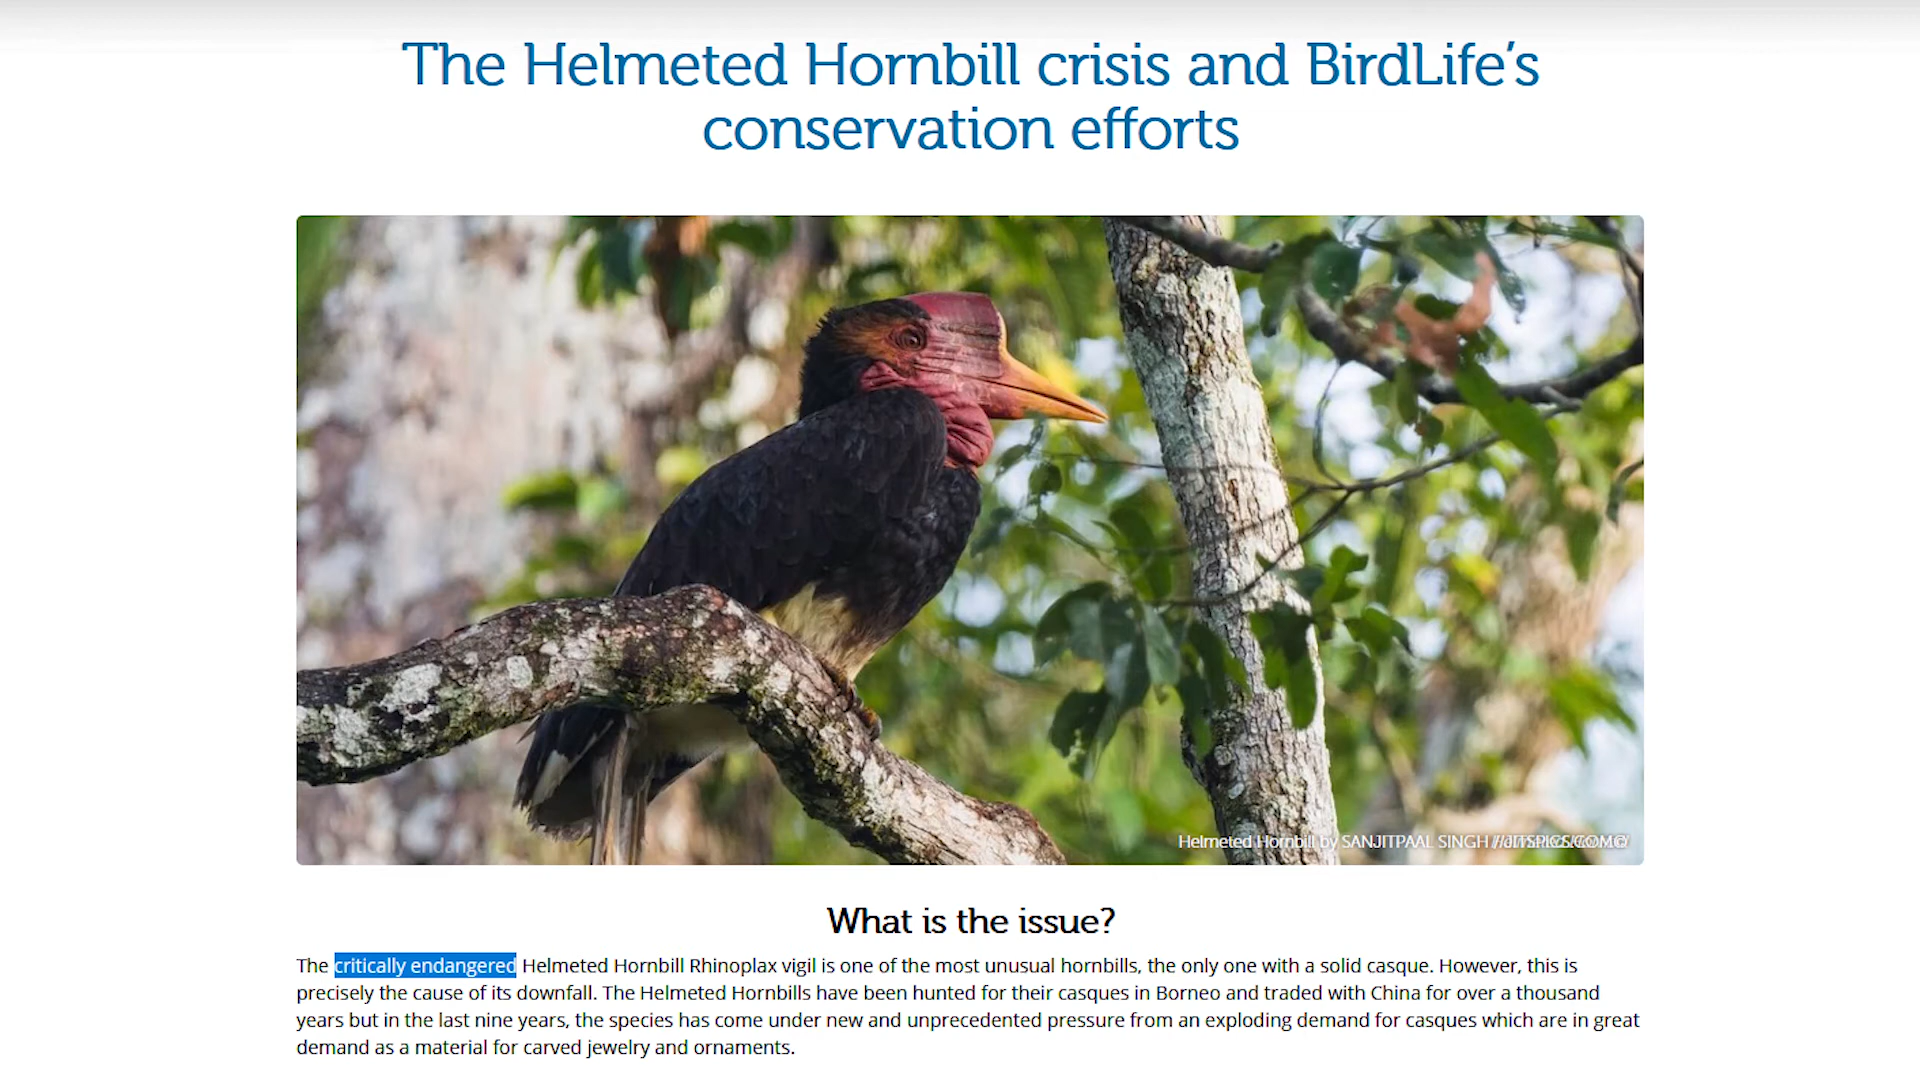 The Helmeted Hornbill crisis and BirdLife’s
conservation efforts
Helmeted Hornbill by SANJITPAAL SINGH
What is the issue?
The critically endangered Helmeted Hornbill Rhinoplax vigil is one of the most unusual hornbills, the only one with a solid casque. However, this is
precisely the cause of its downfall. The Helmeted Hornbills have been hunted for their casques in Borneo and traded with China for over a thousand
years but in the last nine years, the species has come under new and unprecedented pressure from an exploding demand for casques which are in great
demand as a material for carved jewelry and ornaments.